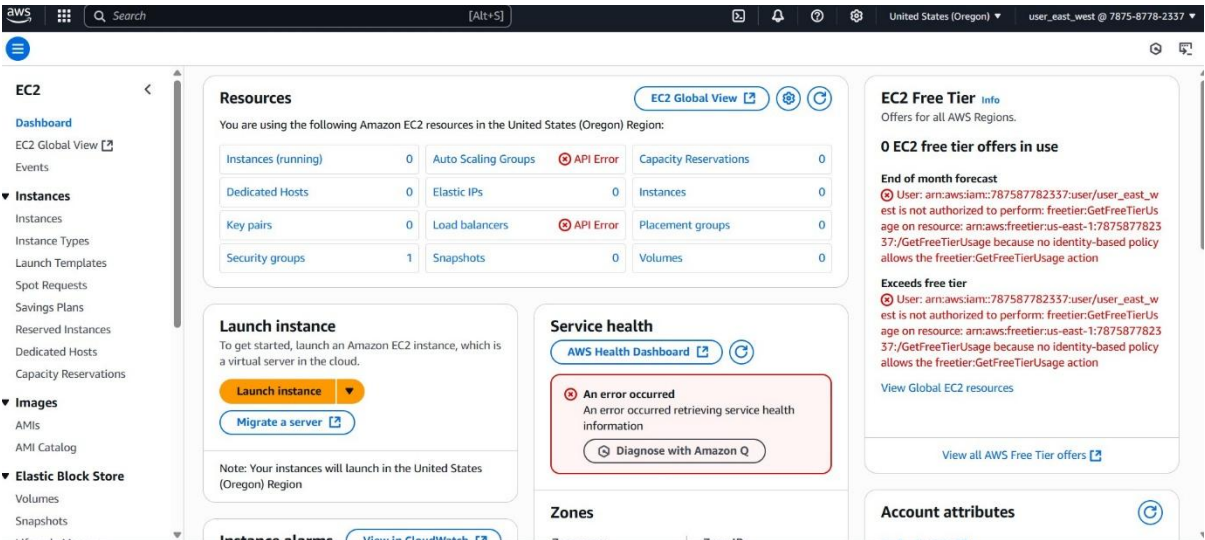 aws
Search
[Alt+S]
United States (Oregon) ▼
user_east_west @ 7875-8778-2337 ▼
EC2
Dashboard
EC2 Global View
Events
▼ Instances
Instances
Instance Types
Launch Templates
Spot Requests
Savings Plans
Reserved Instances
Dedicated Hosts
Capacity Reservations
▼ Images
AMIs
AMI Catalog
▼ Elastic Block Store
Volumes
Snapshots
Resources
EC2 Global View
You are using the following Amazon EC2 resources in the United States (Oregon) Region:
Instances (running) 0 Auto Scaling Groups API Error Capacity Reservations 0
Dedicated Hosts 0 Elastic IPs 0 Instances 0
Key pairs 0 Load balancers API Error Placement groups 0
Security groups 1 Snapshots 0 Volumes 0
Launch instance
To get started, launch an Amazon EC2 instance, which is
a virtual server in the cloud.
Launch instance ▼
Migrate a server
Note: Your instances will launch in the United States
(Oregon) Region
Instance alarms View in CloudWatch
Service health
AWS Health Dashboard
An error occurred
An error occurred retrieving service health
information
Diagnose with Amazon Q
Zones
EC2 Free Tier Info
Offers for all AWS Regions.
0 EC2 free tier offers in use
End of month forecast
User: arn:aws:iam::787587782337:user/user_east_w
est is not authorized to perform: freetier:GetFreeTierUs
age on resource: arn:aws:freetier:us-east-1:7875877823
37:/GetFreeTierUsage because no identity-based policy
allows the freetier:GetFreeTierUsage action
Exceeds free tier
User: arn:aws:iam::787587782337:user/user_east_w
est is not authorized to perform: freetier:GetFreeTierUs
age on resource: arn:aws:freetier:us-east-1:7875877823
37:/GetFreeTierUsage because no identity-based policy
allows the freetier:GetFreeTierUsage action
View Global EC2 resources
View all AWS Free Tier offers
Account attributes